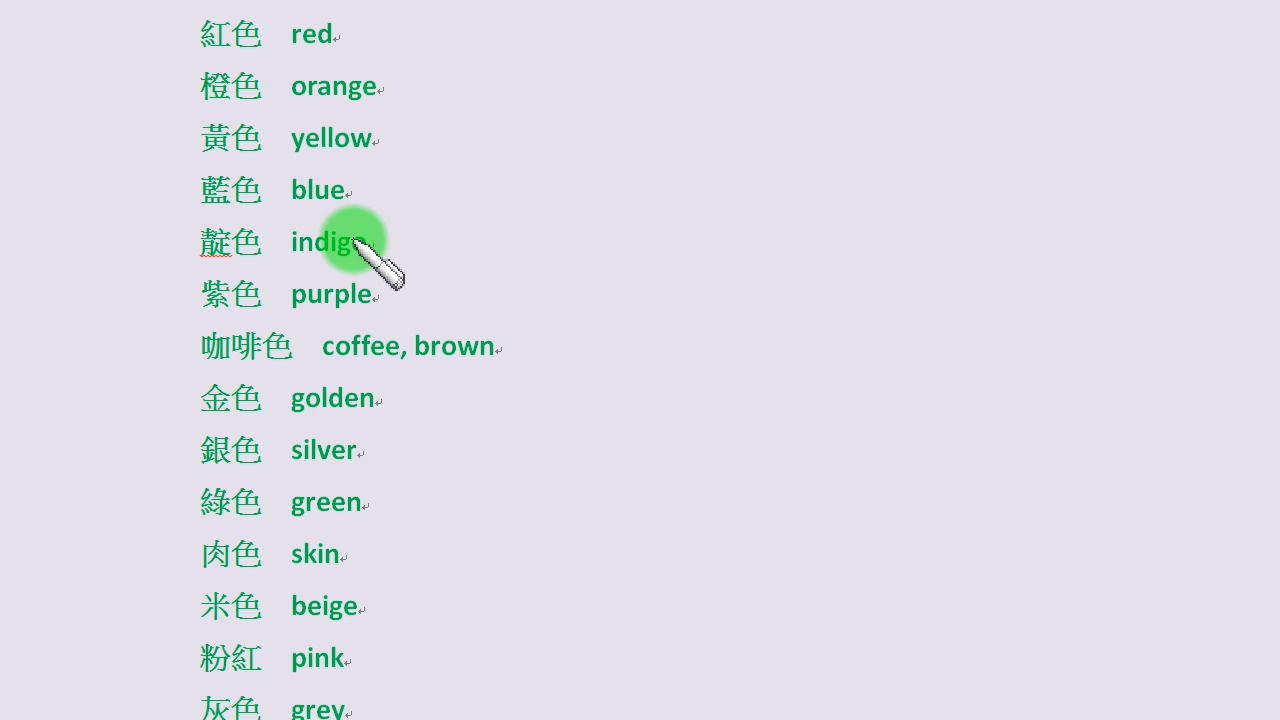 紅色 red
橙色 orange
黃色 yellow
藍色 blue
靛色 indigo
紫色 purple
咖啡色 coffee, brown
金色 golden
銀色 silver
綠色 green
肉色 skin
米色 beige
粉紅 pink
灰色 grey